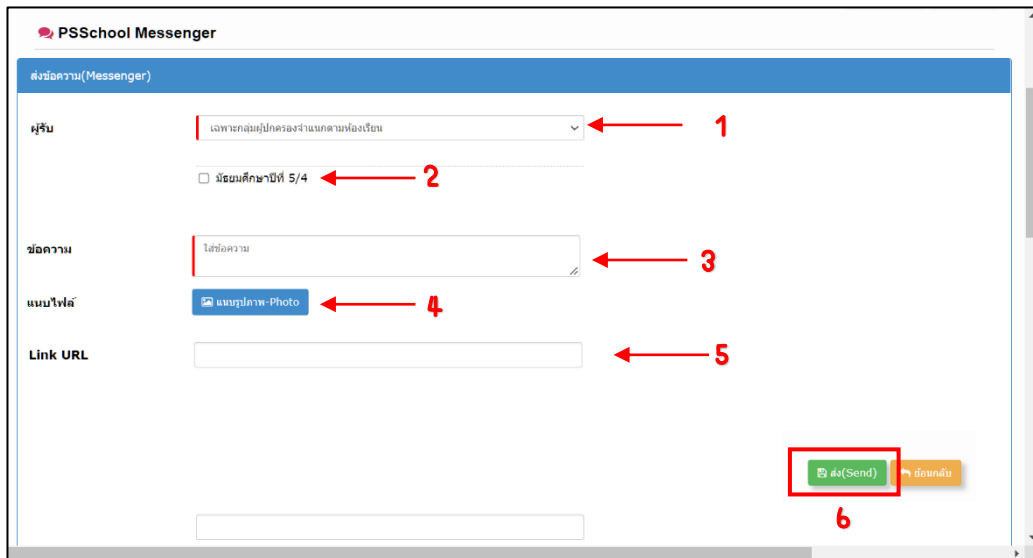 PSSchool Messenger
ส่งข้อความ(Messenger)
ผู้รับ เฉพาะกลุ่มผู้ปกครองจำแนกตามห้องเรียน 1
มัธยมศึกษาปีที่ 5/4 2
ข้อความ ใส่ข้อความ 3
แนบไฟล์ แนบรูปภาพ-Photo 4
Link URL 5
ส่ง(Send) ย้อนกลับ
6